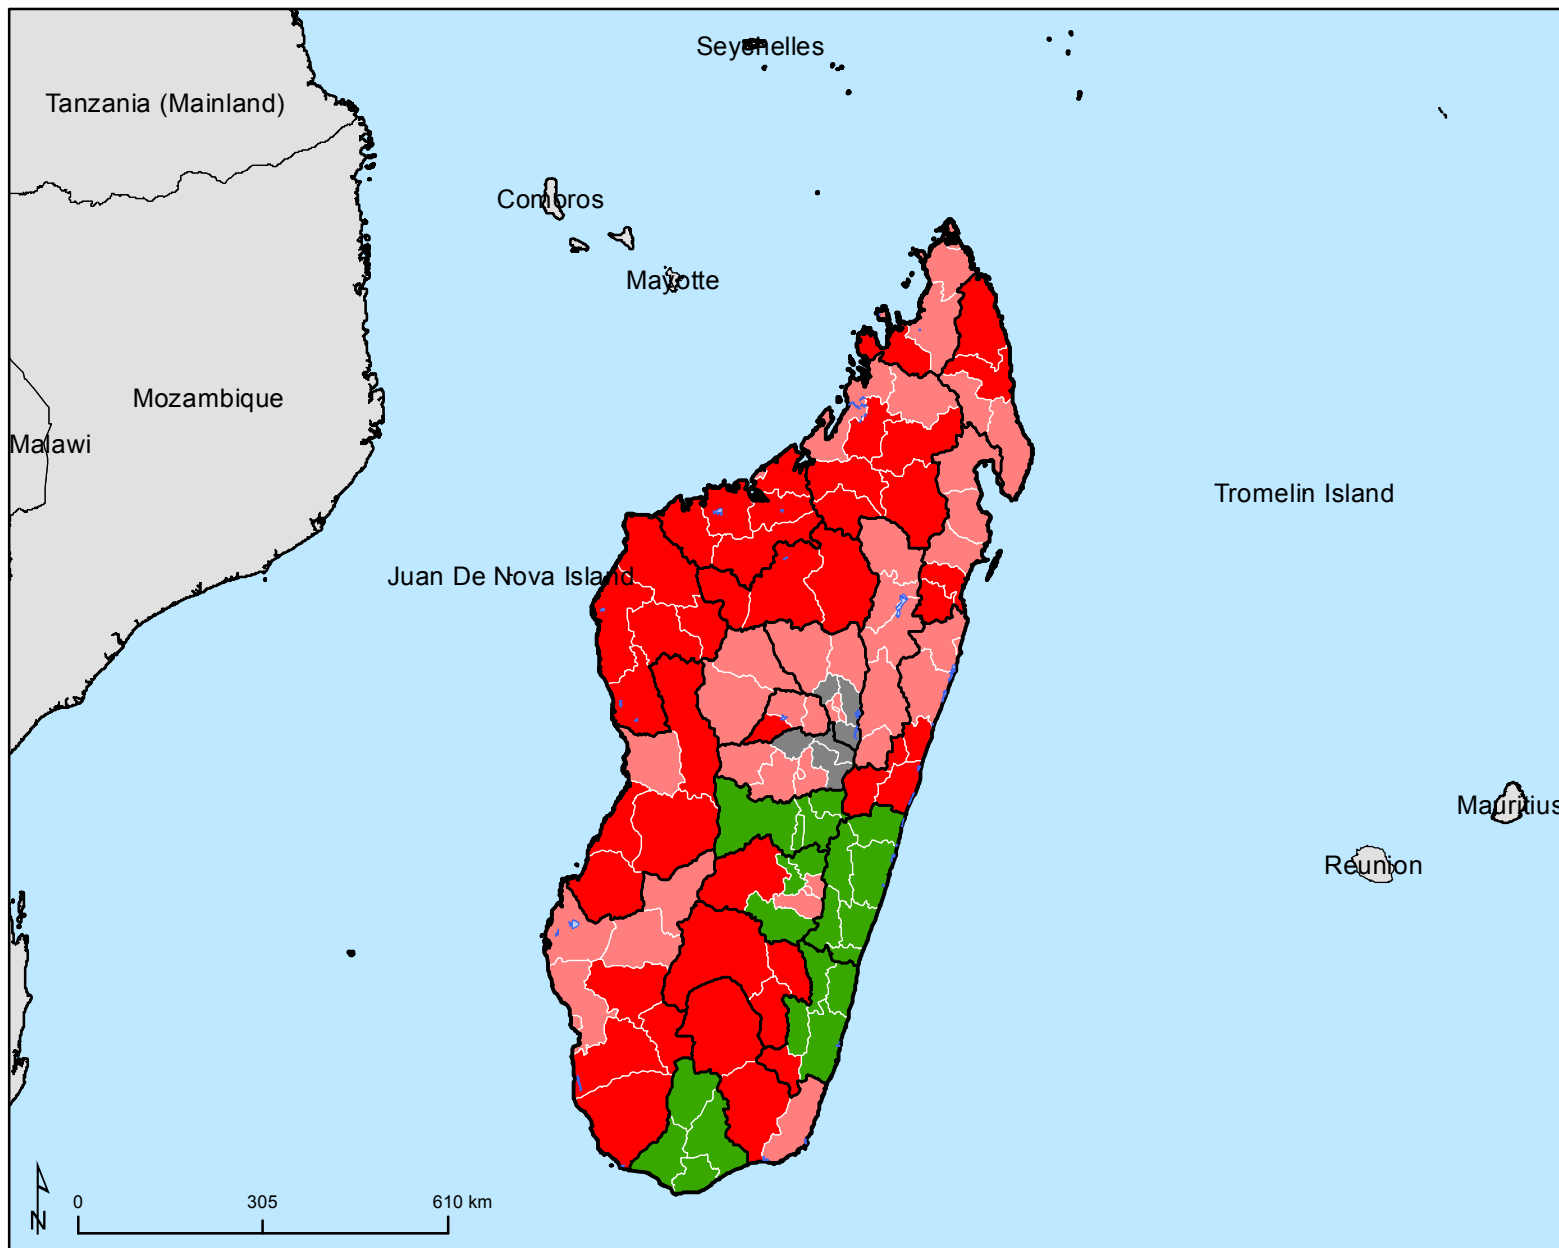 Seychelles
Tanzania (Mainland)
Comoros
Mayotte
Mozambique
Malawi
Tromelin Island
Juan De Nova Island
Mauritius
Reunion
0 305 610 km
N